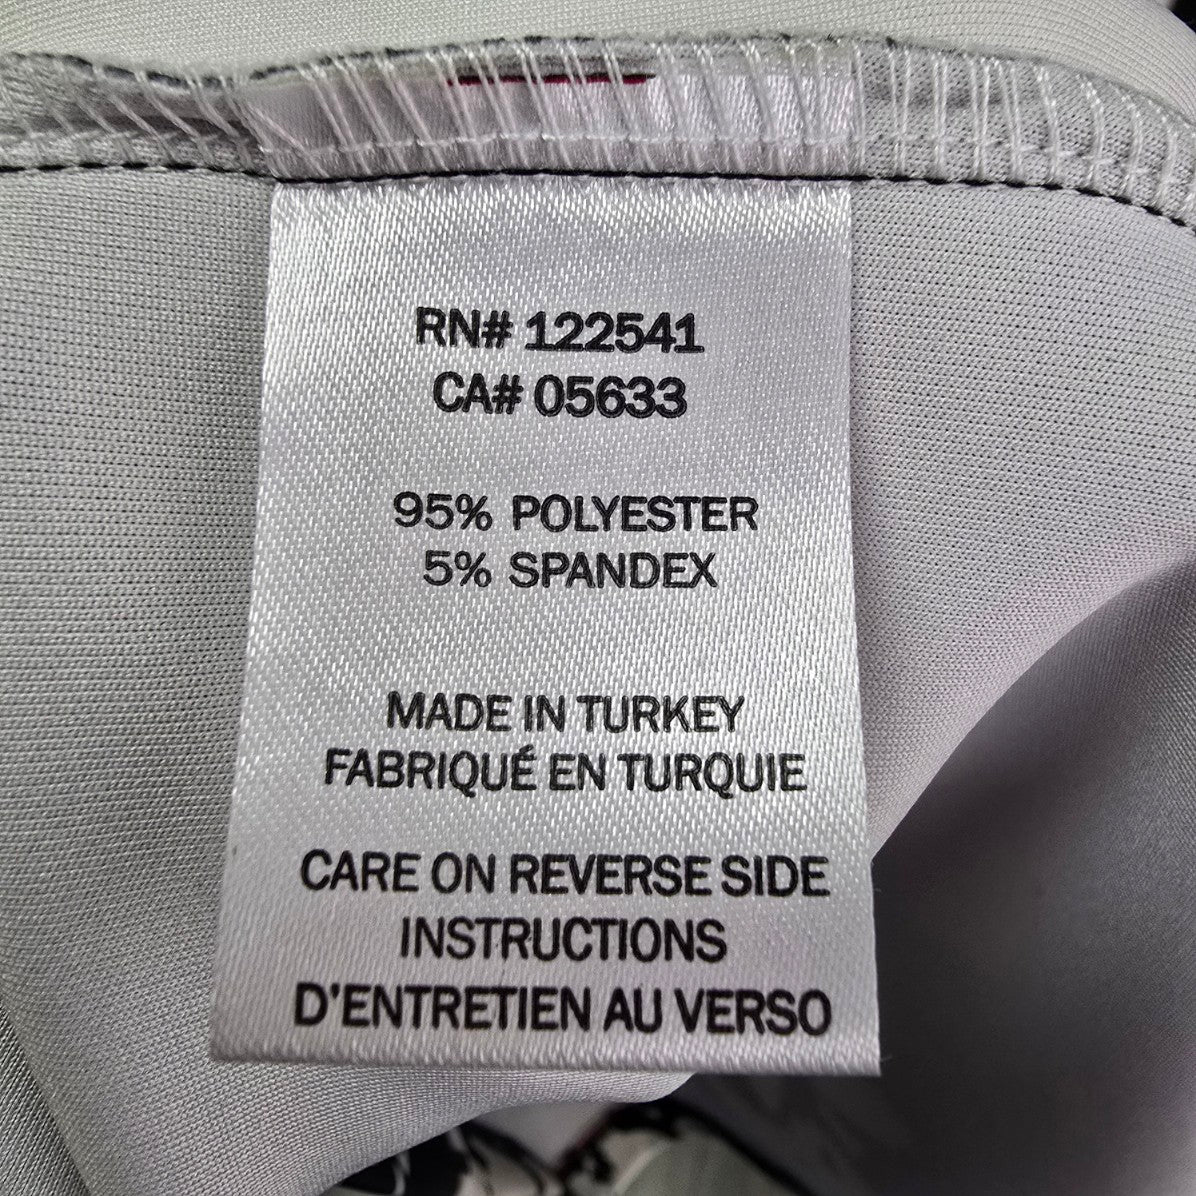 RN# 122541
CA# 05633
95% POLYESTER
5% SPANDEX
MADE IN TURKEY
FABRIQUÉ EN TURQUIE
CARE ON REVERSE SIDE
INSTRUCTIONS
D'ENTRETIEN AU VERSO